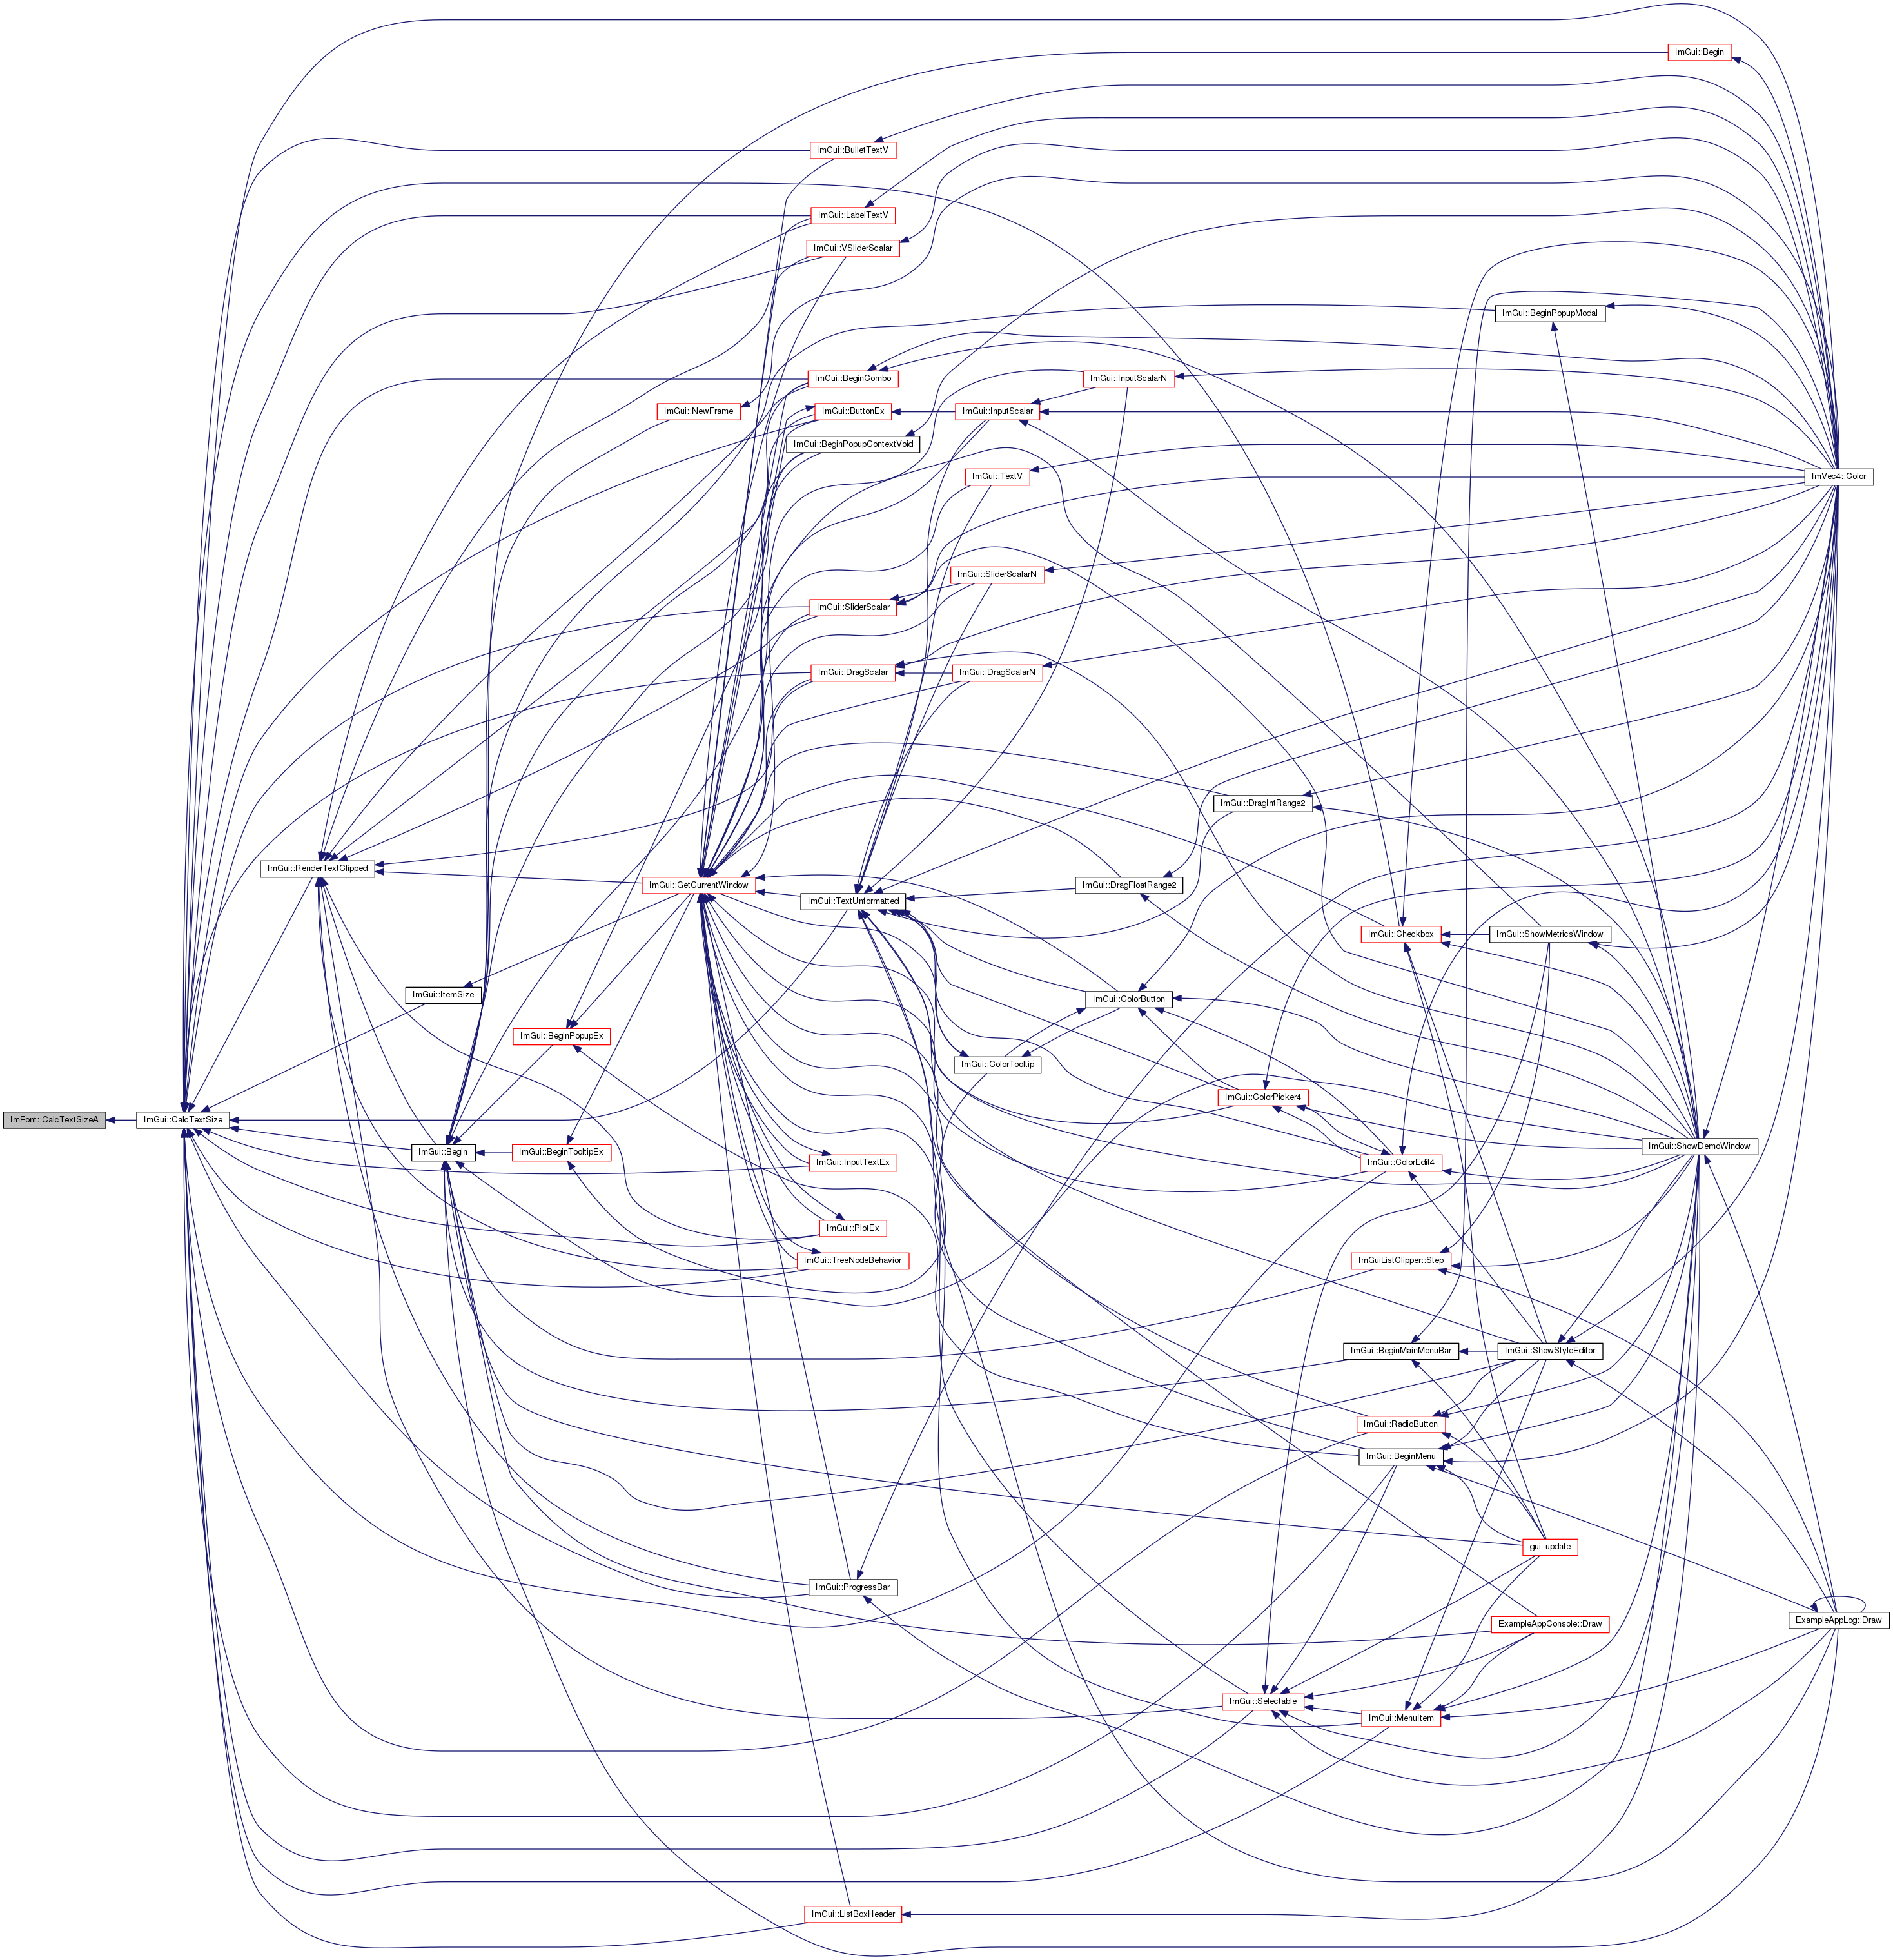 ImGui::Begin
ImGui::BulletTextV
ImGui::LabelTextV
ImGui::VSliderScalar
ImGui::BeginPopupModal
ImGui::BeginCombo
ImGui::InputScalarN
ImGui::NewFrame
ImGui::ButtonEx
ImGui::InputScalar
ImGui::BeginPopupContextVoid
ImGui::TextV
ImVec4::Color
ImGui::SliderScalarN
ImGui::SliderScalar
ImGui::DragScalar
ImGui::DragScalarN
ImGui::DragIntRange2
ImGui::RenderTextClipped
ImGui::GetCurrentWindow
ImGui::DragFloatRange2
ImGui::TextUnformatted
ImGui::Checkbox
ImGui::ShowMetricsWindow
ImGui::ItemSize
ImGui::ColorButton
ImGui::BeginPopupEx
ImGui::ColorTooltip
ImGui::ColorPicker4
ImFont::CalcTextSizeA
ImGui::CalcTextSize
ImGui::Begin
ImGui::BeginTooltipEx
ImGui::ShowDemoWindow
ImGui::InputTextEx
ImGui::ColorEdit4
ImGui::PlotEx
ImGui::TreeNodeBehavior
ImGuiListClipper::Step
ImGui::BeginMainMenuBar
ImGui::ShowStyleEditor
ImGui::RadioButton
ImGui::BeginMenu
gui_update
ImGui::ProgressBar
ExampleAppConsole::Draw
ExampleAppLog::Draw
ImGui::Selectable
ImGui::MenuItem
ImGui::ListBoxHeader